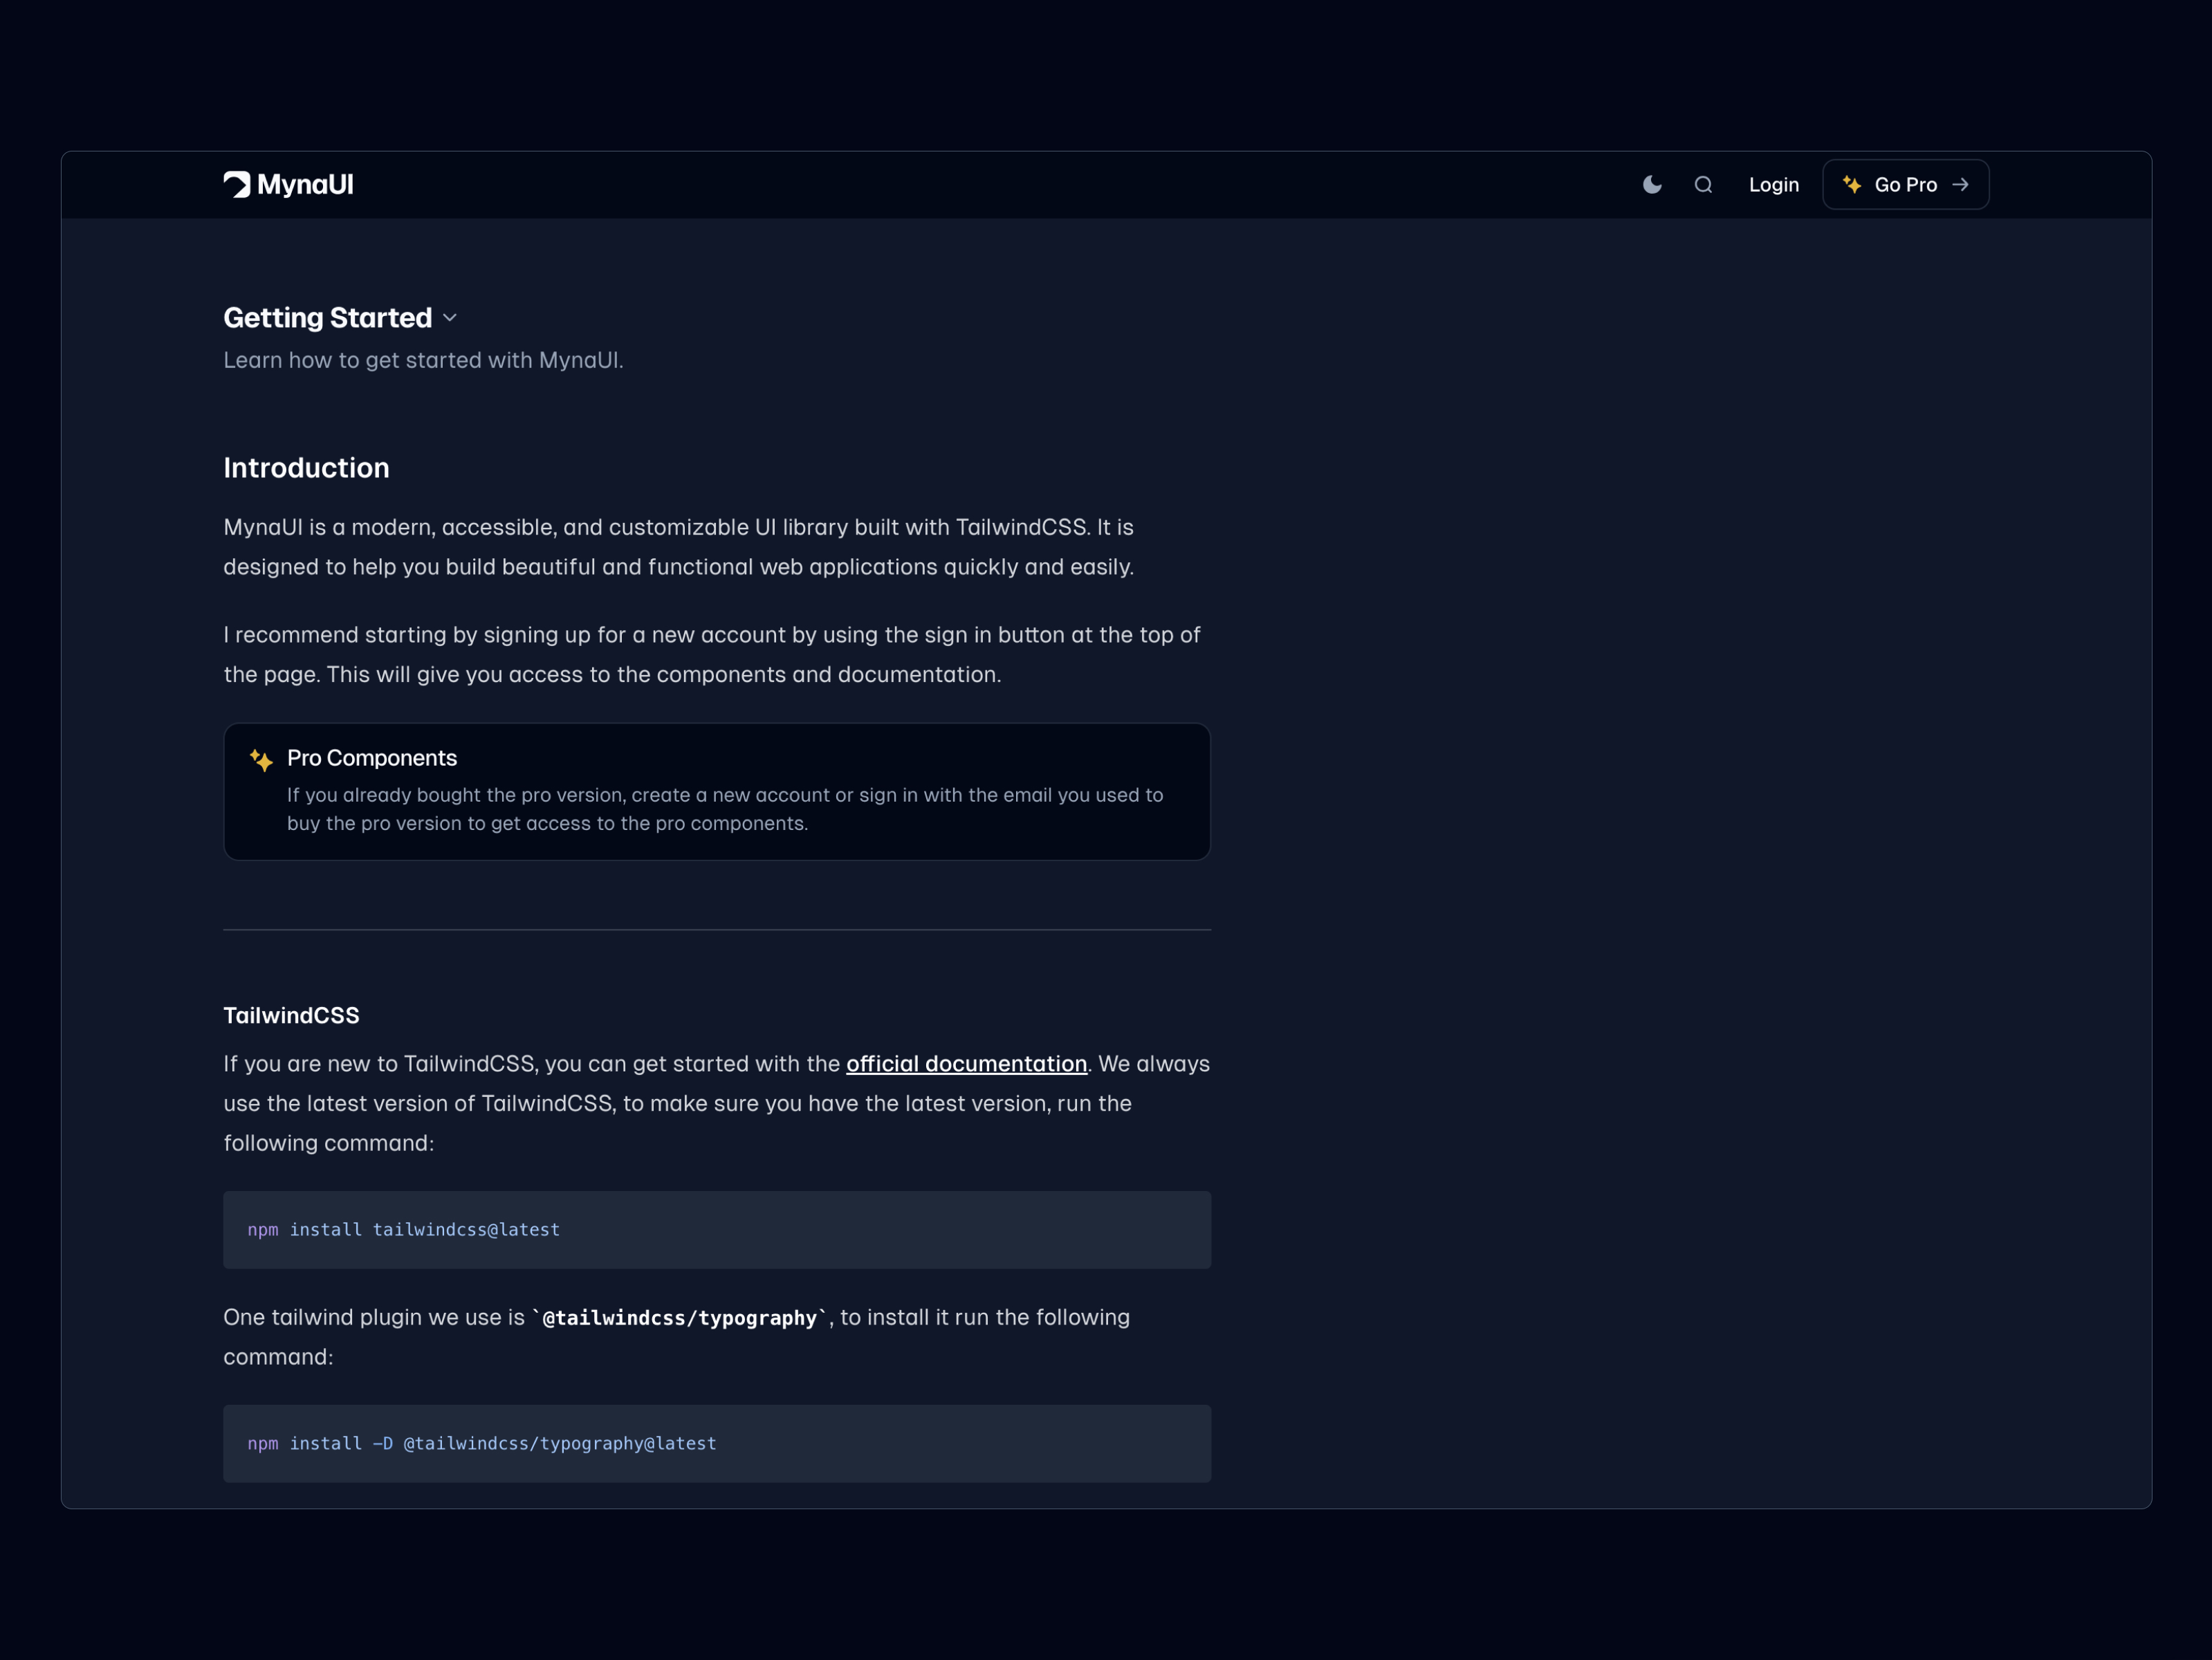 MynaUI
Login
Go Pro
Getting Started
Learn how to get started with MynaUI.
Introduction
MynaUI is a modern, accessible, and customizable UI library built with TailwindCSS. It is
designed to help you build beautiful and functional web applications quickly and easily.
I recommend starting by signing up for a new account by using the sign in button at the top of
the page. This will give you access to the components and documentation.
Pro Components
If you already bought the pro version, create a new account or sign in with the email you used to
buy the pro version to get access to the pro components.
TailwindCSS
If you are new to TailwindCSS, you can get started with the official documentation. We always
use the latest version of TailwindCSS, to make sure you have the latest version, run the
following command:
npm install tailwindcss@latest
One tailwind plugin we use is `@tailwindcss/typography`, to install it run the following
command:
npm install -D @tailwindcss/typography@latest